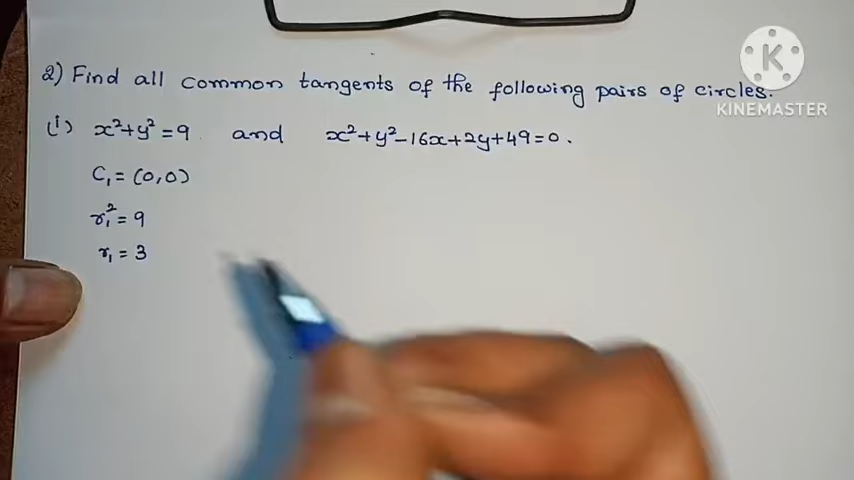 2) Find all common tangents of the following pairs of circles.
(i) x²+y²=9 and x²+y²-16x+2y+49=0.
C₁=(0,0)
r₁²=9
r₁=3
KINEMASTER